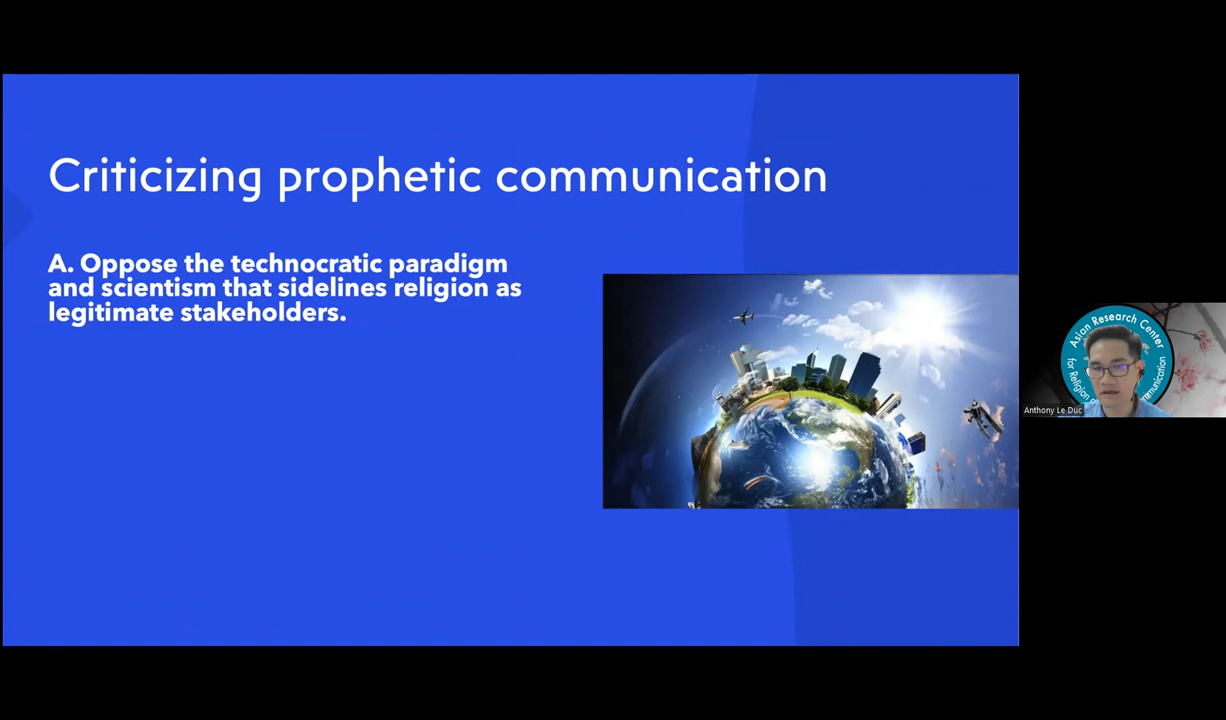 Criticizing prophetic communication
A. Oppose the technocratic paradigm
and scientism that sidelines religion as
legitimate stakeholders.
Asian Research Center
for Religion
Anthony Le Duc